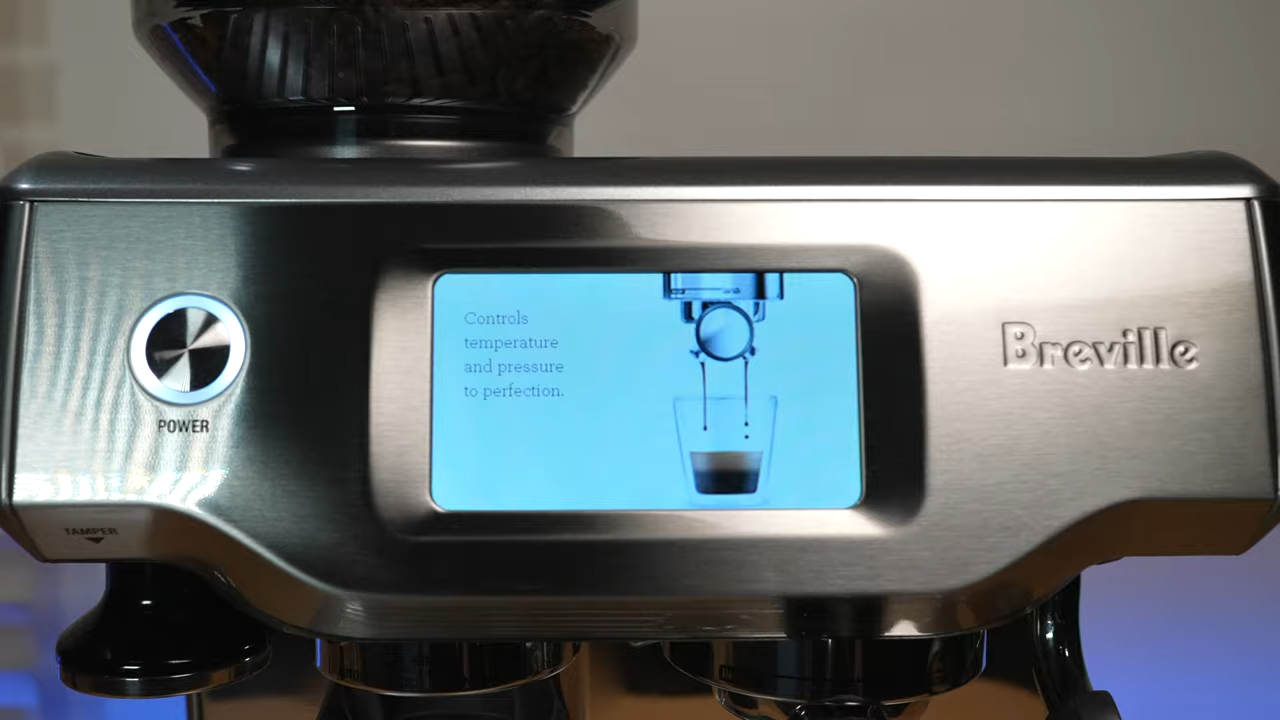 Controls
temperature
and pressure
to perfection.
Breville
POWER
TAMPER